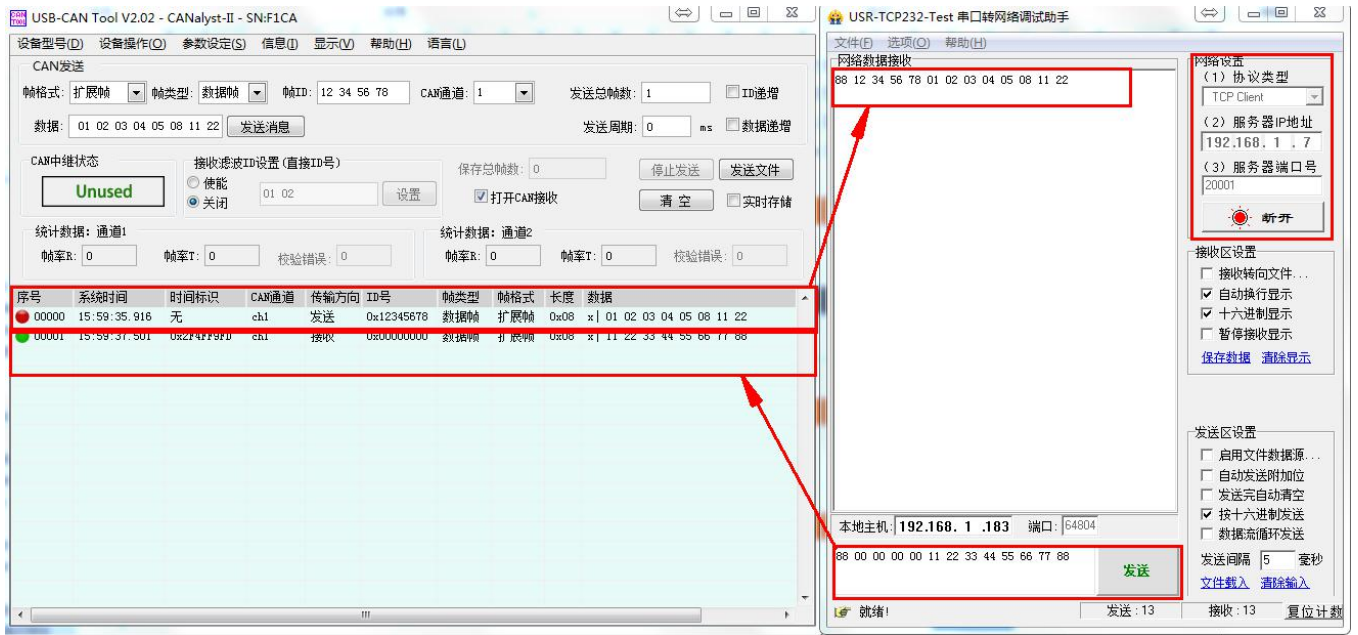 USB-CAN Tool V2.02 - CANalyst-II - SN:F1CA
设备型号(D) 设备操作(O) 参数设定(S) 信息(I) 显示(V) 帮助(H) 语言(L)
CAN发送
帧格式: 扩展帧 帧类型: 数据帧 帧ID: 12 34 56 78 CAN通道: 1 发送总帧数: 1 ID递增
数据: 01 02 03 04 05 08 11 22 发送消息 发送周期: 0 ms 数据递增
CAN中继状态
Unused
接收滤波ID设置(直接ID号)
使能
关闭
01 02 设置
保存总帧数: 0 停止发送 发送文件
打开CAN接收 清 空 实时存储
统计数据: 通道1
帧率R: 0 帧率T: 0 校验错误: 0
统计数据: 通道2
帧率R: 0 帧率T: 0 校验错误: 0
序号 系统时间 时间标识 CAN通道 传输方向 ID号 帧类型 帧格式 长度 数据
00000 15:59:35.916 无 ch1 发送 0x12345678 数据帧 扩展帧 0x08 x| 01 02 03 04 05 08 11 22
00001 15:59:37.501 0x2F4FF9FD ch1 接收 0x00000000 数据帧 扩展帧 0x08 x| 11 22 33 44 55 66 77 88
USR-TCP232-Test 串口转网络调试助手
文件(F) 选项(O) 帮助(H)
网络数据接收
88 12 34 56 78 01 02 03 04 05 08 11 22
本地主机: 192.168. 1 .183 端口: 64804
88 00 00 00 00 11 22 33 44 55 66 77 88
发送
就绪! 发送:13 接收:13 复位计数
网络设置
(1) 协议类型
TCP Client
(2) 服务器IP地址
192.168. 1 . 7
(3) 服务器端口号
20001
断开
接收区设置
接收转向文件...
自动换行显示
十六进制显示
暂停接收显示
保存数据 清除显示
发送区设置
启用文件数据源...
自动发送附加位
发送完自动清空
按十六进制发送
数据流循环发送
发送间隔 5 毫秒
文件载入 清除输入